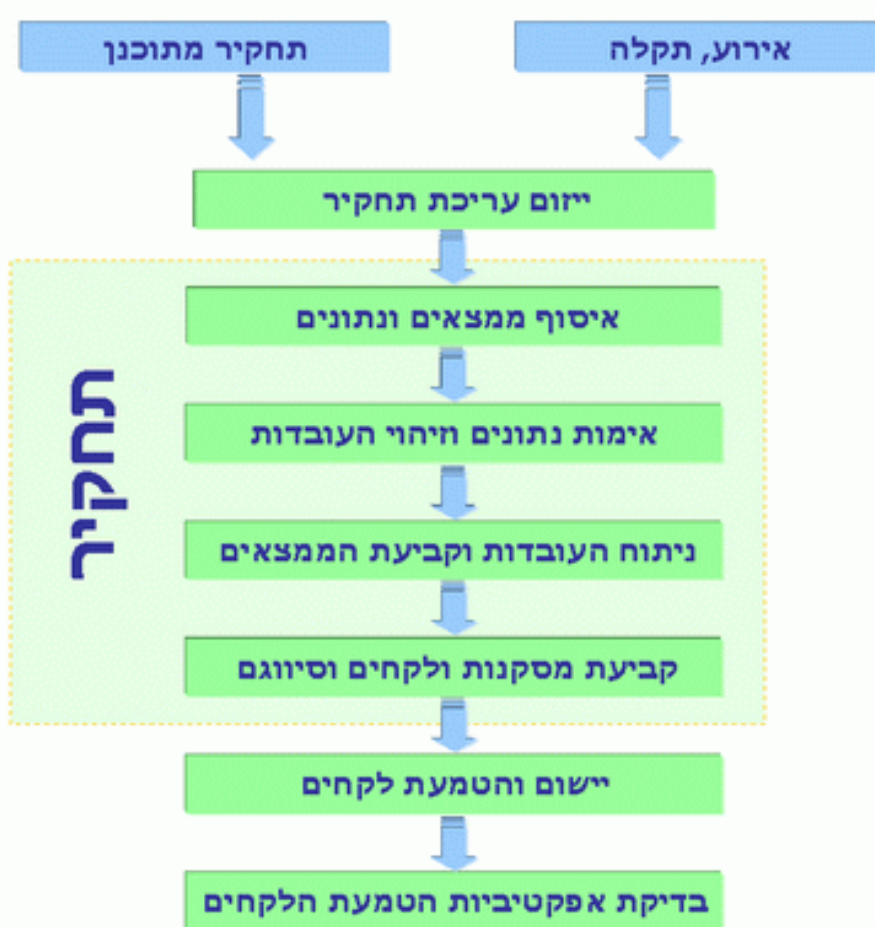 אירוע, תקלה
תחקיר מתוכנן
ייזום עריכת תחקיר
תחקיר
איסוף ממצאים ונתונים
אימות נתונים וזיהוי העובדות
ניתוח העובדות וקביעת הממצאים
קביעת מסקנות ולקחים וסיווגם
יישום והטמעת לקחים
בדיקת אפקטיביות הטמעת הלקחים